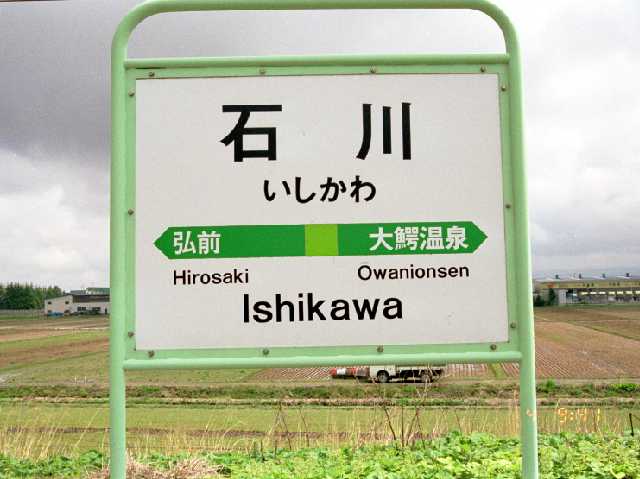 石川
いしかわ
弘前 大鰐温泉
Hirosaki Owanionsen
Ishikawa